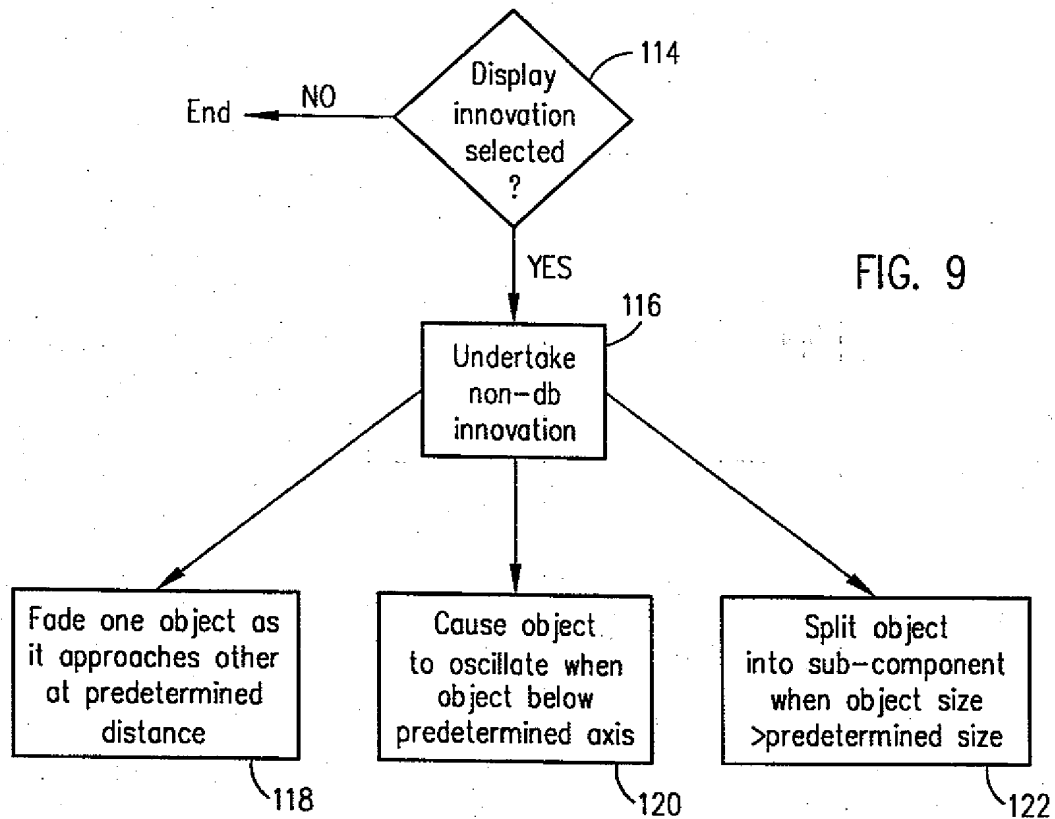 114
Display
innovation
selected
?
NO
End
YES
FIG. 9
116
Undertake
non-db
innovation
Fade one object as
it approaches other
at predetermined
distance
118
Cause object
to oscillate when
object below
predetermined axis
120
Split object
into sub-component
when object size
>predetermined size
122